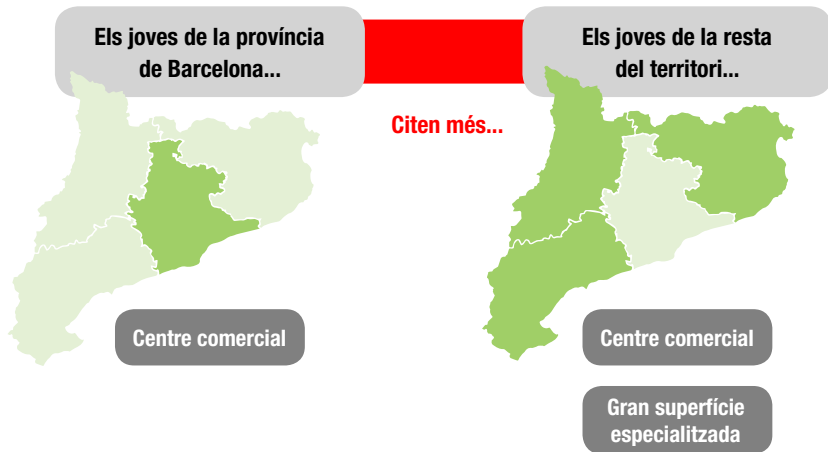 Els joves de la província
de Barcelona...
Els joves de la resta
del territori...
Citen més...
Centre comercial
Centre comercial
Gran superfície
especialitzada